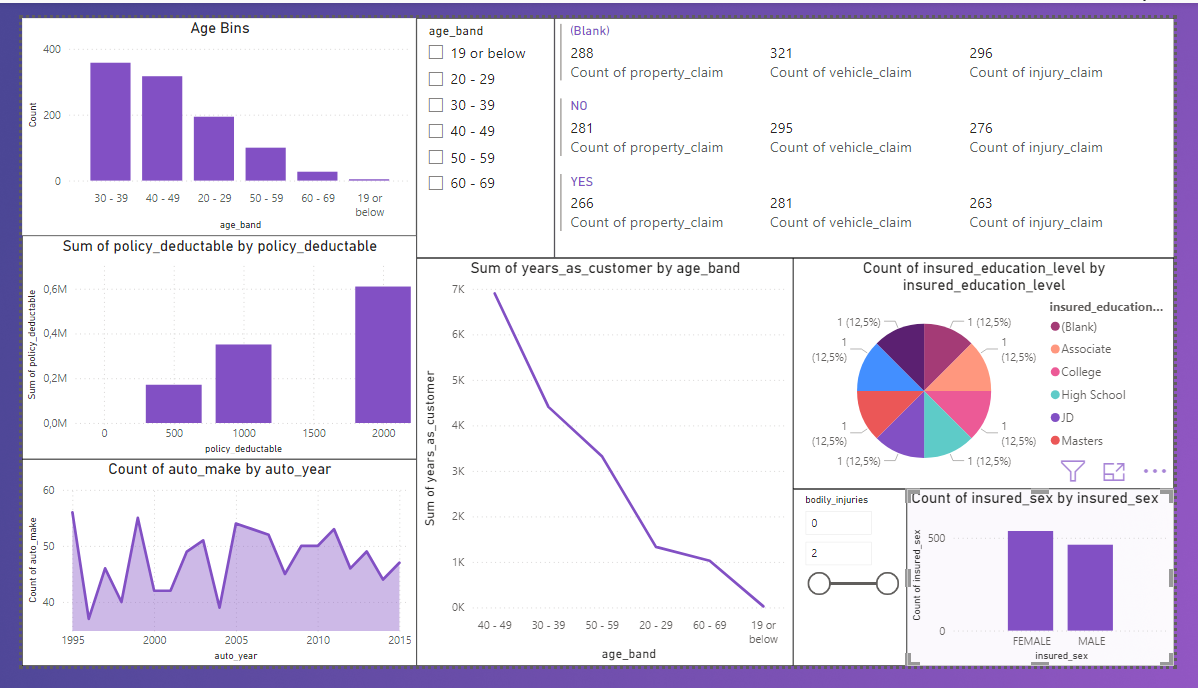 Age Bins
400
200
0
Count
30 - 39
40 - 49
20 - 29
50 - 59
60 - 69
19 or
below
age_band
Sum of policy_deductable by policy_deductable
0,6M
0,4M
0,2M
0,0M
Sum of policy_deductable
0
500
1000
1500
2000
policy_deductable
Count of auto_make by auto_year
60
50
40
Count of auto_make
1995
2000
2005
2010
2015
auto_year
age_band
19 or below
20 - 29
30 - 39
40 - 49
50 - 59
60 - 69
(Blank)
288
321
296
Count of property_claim
Count of vehicle_claim
Count of injury_claim
NO
281
295
276
Count of property_claim
Count of vehicle_claim
Count of injury_claim
YES
266
281
263
Count of property_claim
Count of vehicle_claim
Count of injury_claim
Sum of years_as_customer by age_band
7K
6K
5K
4K
3K
2K
1K
0K
Sum of years_as_customer
40 - 49
30 - 39
50 - 59
20 - 29
60 - 69
19 or
below
age_band
Count of insured_education_level by
insured_education_level
1 (12,5%)
1 (12,5%)
1
(12,5%)
1
(12,5%)
1
(12,5%)
1
(12,5%)
1 (12,5%)
1 (12,5%)
insured_education...
(Blank)
Associate
College
High School
JD
Masters
bodily_injuries
0
2
Count of insured_sex by insured_sex
500
0
Count of insured_sex
FEMALE
MALE
insured_sex